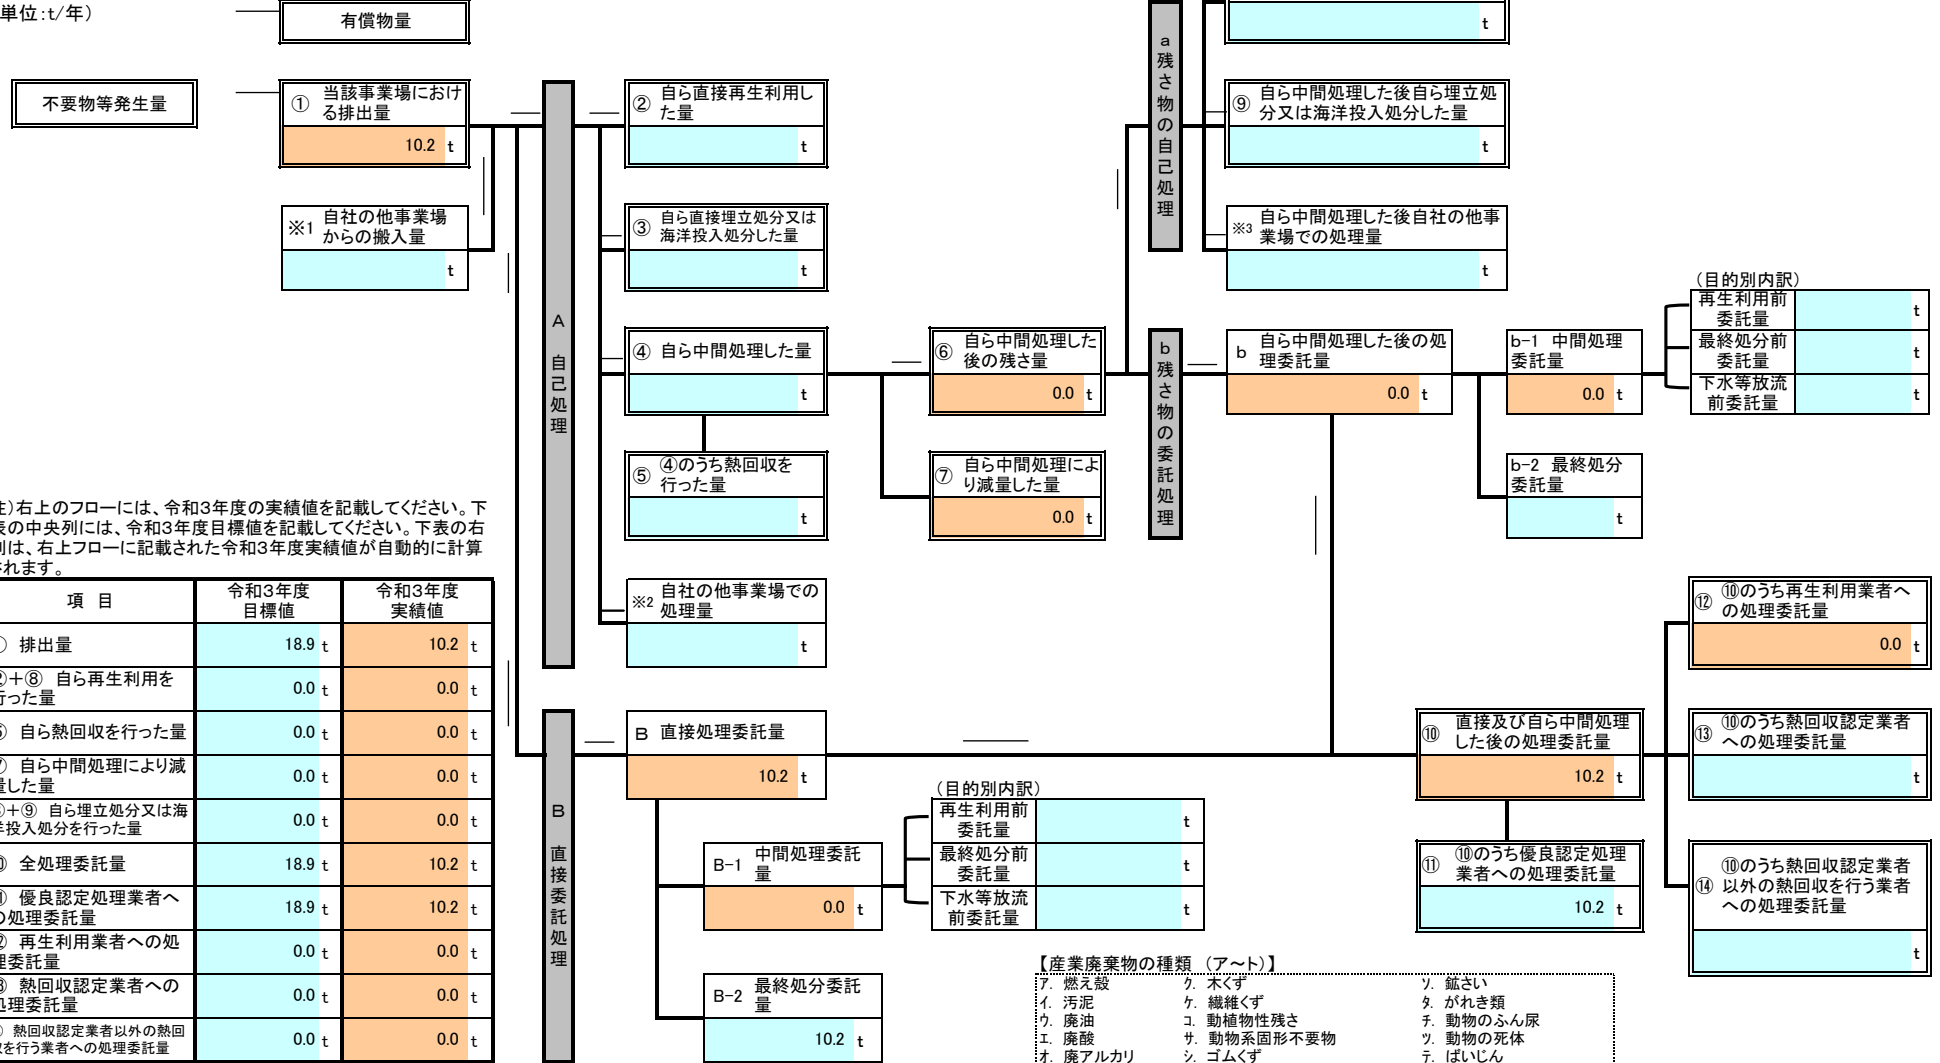 単位:t/年）
有償物量
t
不要物等発生量
① 当該事業場におけ
る排出量
10.2 t
※1 自社の他事業場
からの搬入量
t
A 自己処理
② 自ら直接再生利用し
た量
t
③ 自ら直接埋立処分又は
海洋投入処分した量
t
④ 自ら中間処理した量
t
⑤ ④のうち熱回収を
行った量
t
※2 自社の他事業場での
処理量
t
⑥ 自ら中間処理した
後の残さ量
0.0 t
⑦ 自ら中間処理によ
り減量した量
0.0 t
a 残さ物の自己処理
⑨ 自ら中間処理した後自ら埋立処
分又は海洋投入処分した量
t
※3 自ら中間処理した後自社の他事
業場での処理量
t
b 残さ物の委託処理
b 自ら中間処理した後の処
理委託量
0.0 t
b-1 中間処理
委託量
0.0 t
b-2 最終処分
委託量
t
（目的別内訳）
再生利用前
委託量
t
最終処分前
委託量
t
下水等放流
前委託量
t
）右上のフローには、令和3年度の実績値を記載してください。下
の中央列には、令和3年度目標値を記載してください。下表の右
は、右上フローに記載された令和3年度実績値が自動的に計算
れます。
項 目 令和3年度
目標値 令和3年度
実績値
排出量 18.9 t 10.2 t
+⑧ 自ら再生利用を
行った量 0.0 t 0.0 t
自ら熱回収を行った量 0.0 t 0.0 t
自ら中間処理により減
量した量 0.0 t 0.0 t
+⑨ 自ら埋立処分又は海
洋投入処分を行った量 0.0 t 0.0 t
全処理委託量 18.9 t 10.2 t
優良認定処理業者へ
の処理委託量 18.9 t 10.2 t
再生利用業者への処
理委託量 0.0 t 0.0 t
熱回収認定業者への
処理委託量 0.0 t 0.0 t
熱回収認定業者以外の熱回
収を行う業者への処理委託量 0.0 t 0.0 t
B 直接委託処理
B 直接処理委託量
10.2 t
B-1 中間処理委託
量
0.0 t
B-2 最終処分委託
量
10.2 t
（目的別内訳）
再生利用前
委託量
t
最終処分前
委託量
t
下水等放流
前委託量
t
⑩ 直接及び自ら中間処理
した後の処理委託量
10.2 t
⑪ ⑩のうち優良認定処理
業者への処理委託量
10.2 t
⑫ ⑩のうち再生利用業者へ
の処理委託量
0.0 t
⑬ ⑩のうち熱回収認定業者
への処理委託量
t
⑭ ⑩のうち熱回収認定業者
以外の熱回収を行う業者
への処理委託量
t
【産業廃棄物の種類 （ア～ト）】
ア. 燃え殻 ク. 木くず ソ. 鉱さい
イ. 汚泥 ケ. 繊維くず タ. がれき類
ウ. 廃油 コ. 動植物性残さ チ. 動物のふん尿
エ. 廃酸 サ. 動物系固形不要物 ツ. 動物の死体
オ. 廃アルカリ シ. ゴムくず テ. ばいじん